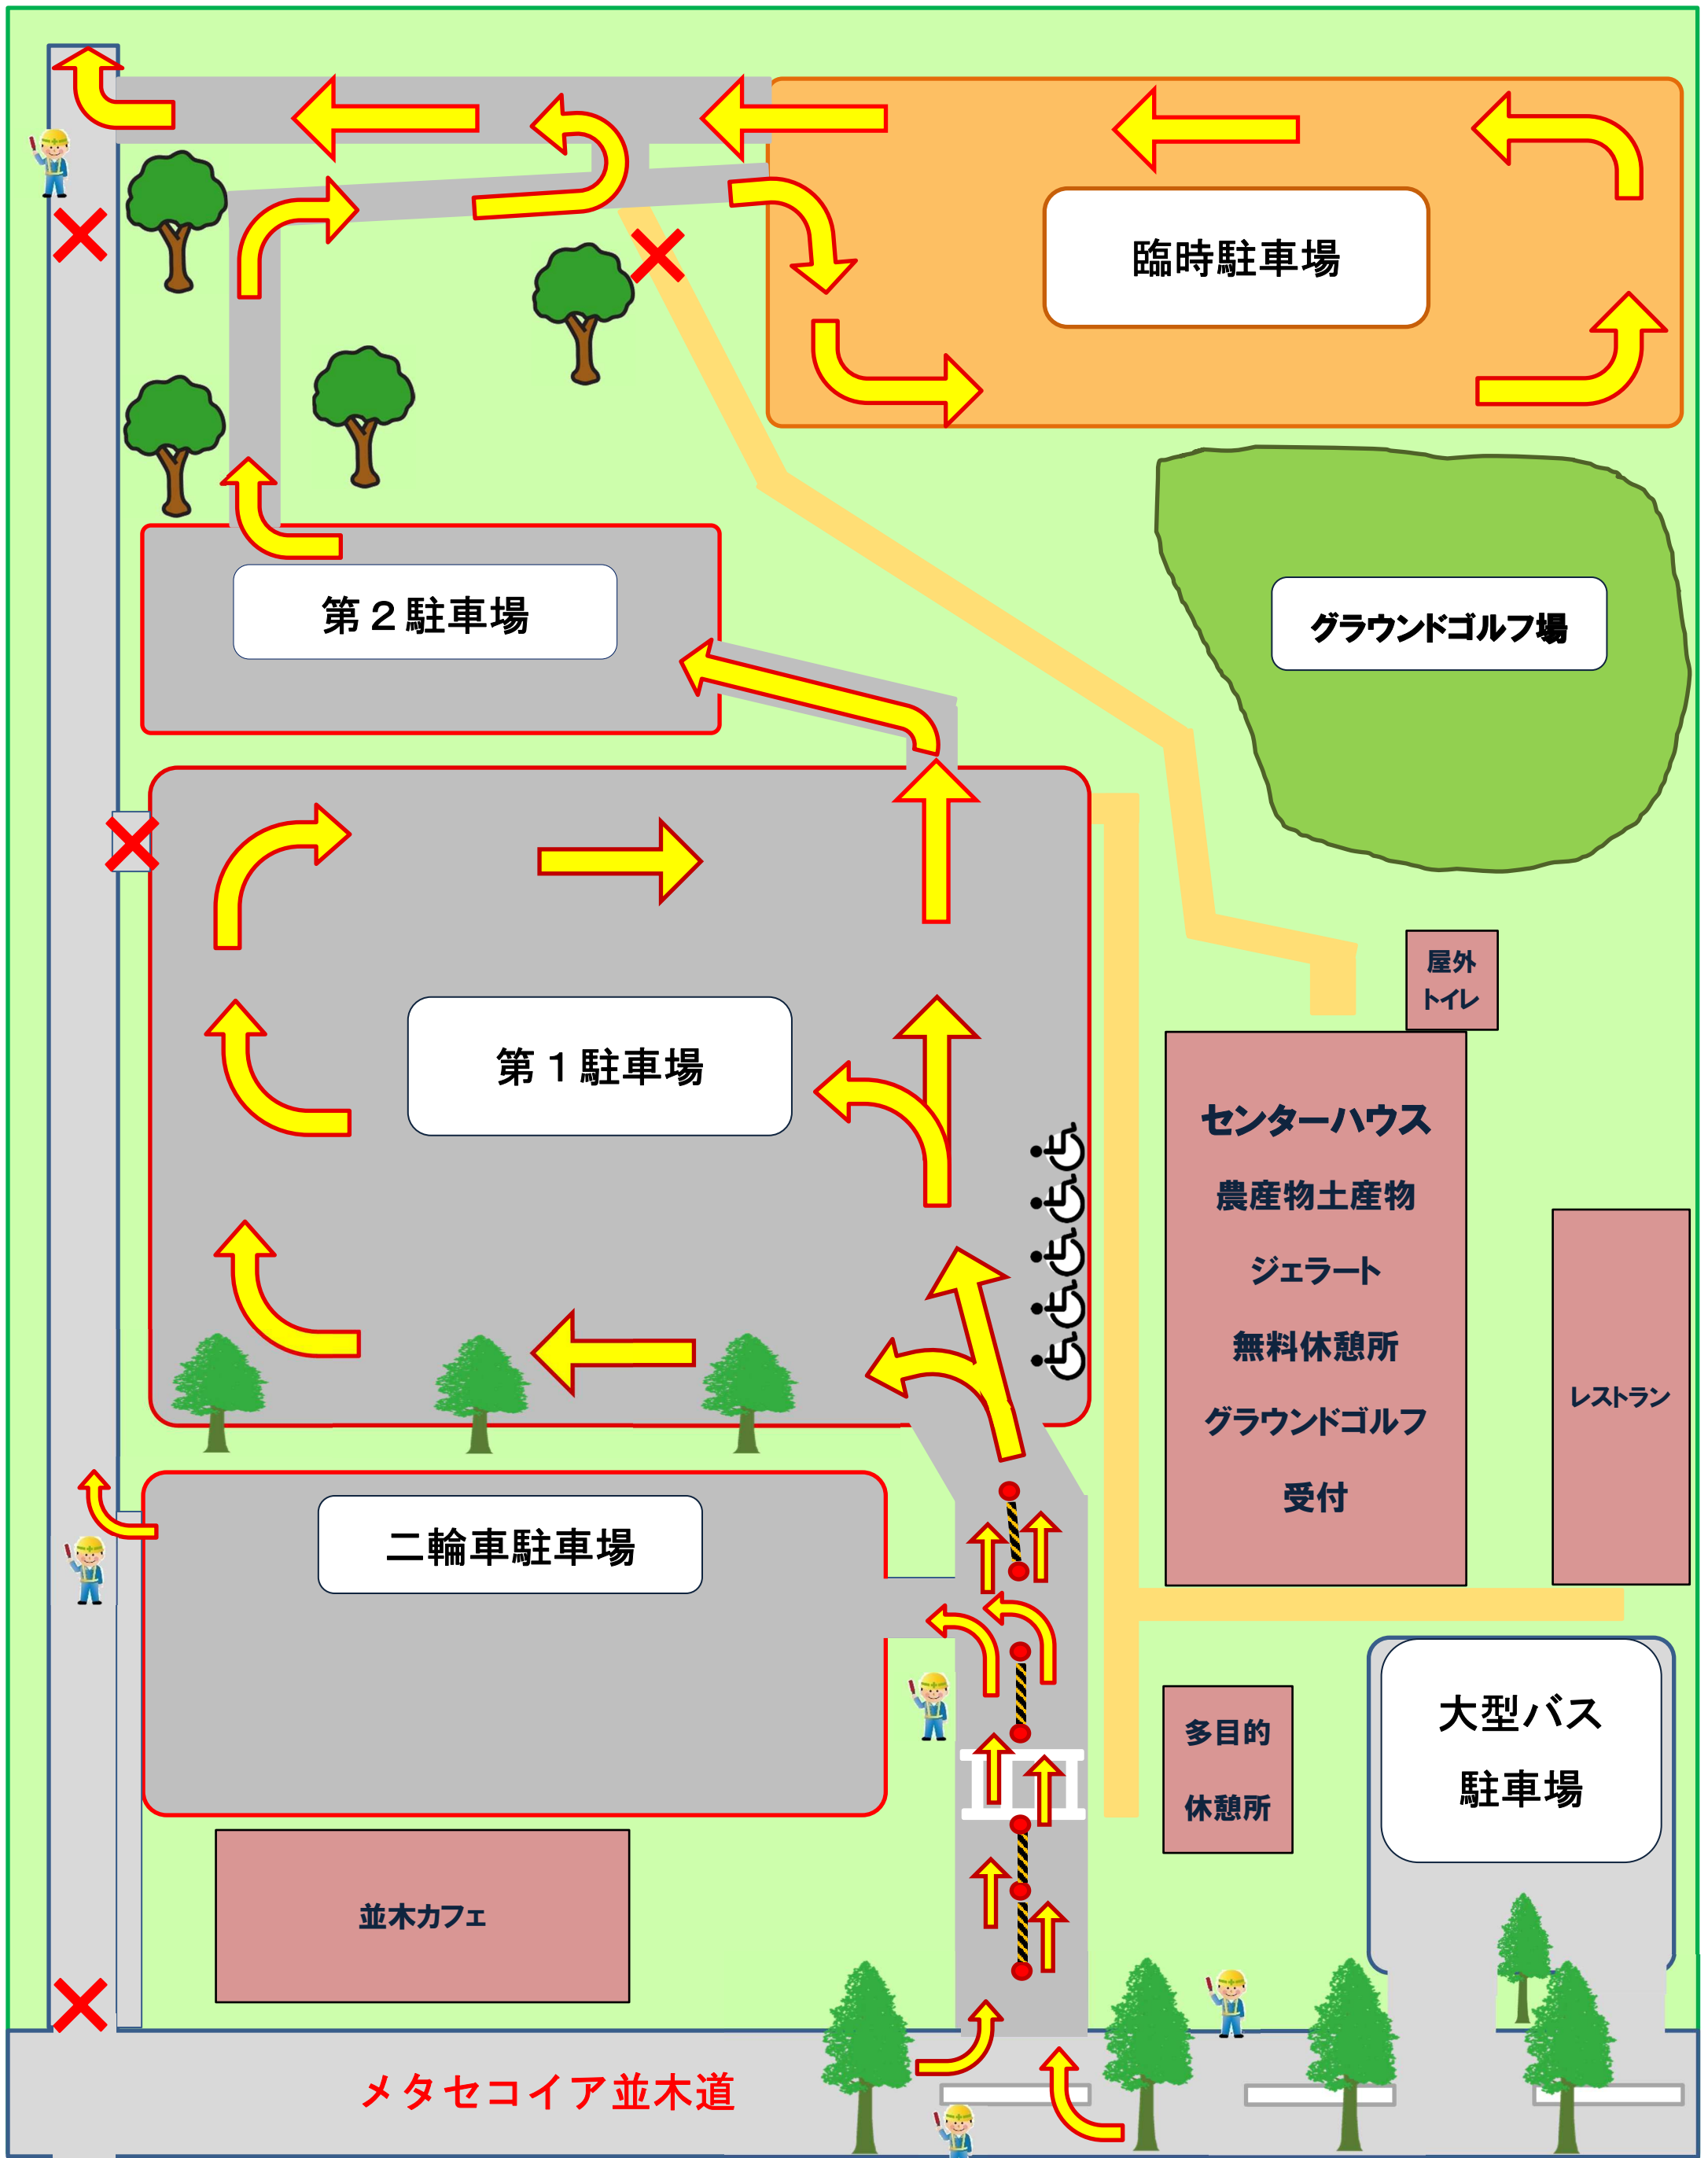 臨時駐車場
第２駐車場
グラウンドゴルフ場
屋外
トイレ
第１駐車場
センターハウス
農産物土産物
ジェラート
無料休憩所
グラウンドゴルフ
受付
レストラン
二輪車駐車場
大型バス
駐車場
多目的
休憩所
並木カフェ
メタセコイア並木道